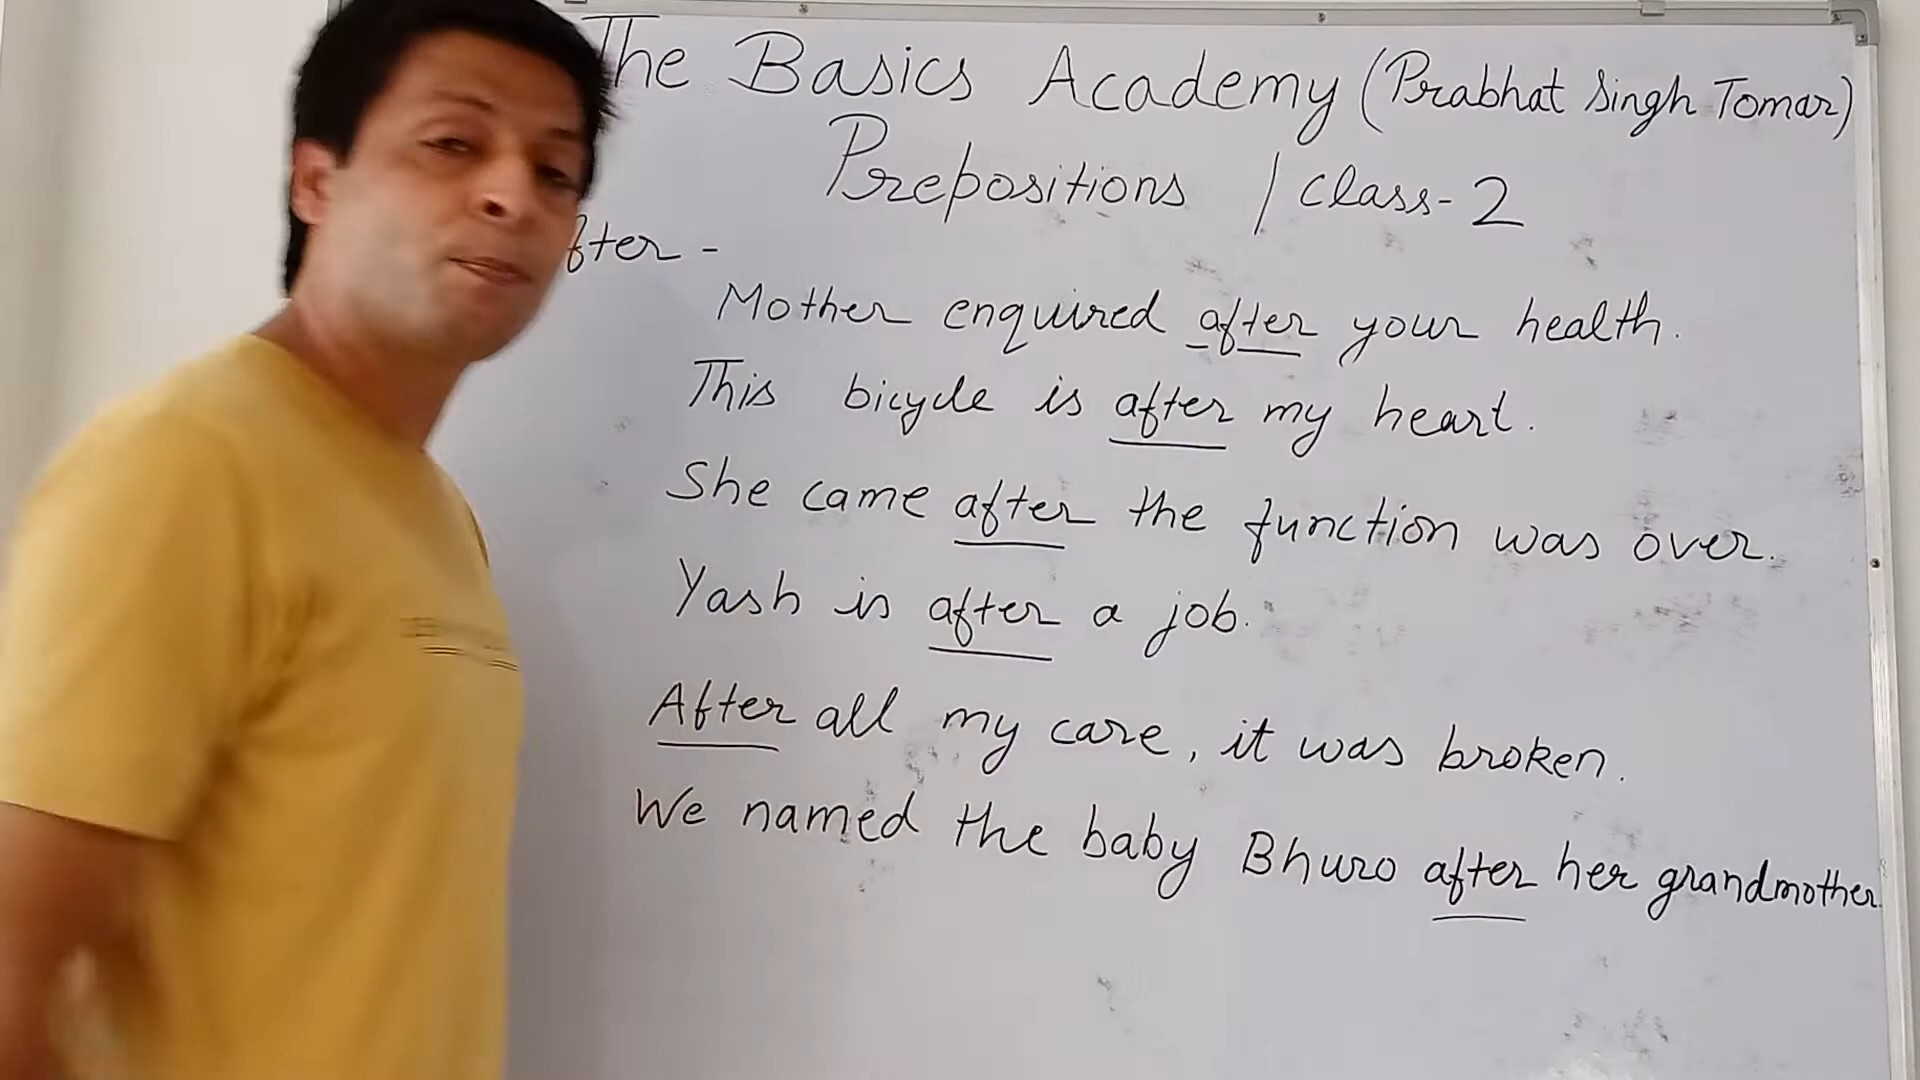 The Basics Academy (Prabhat Singh Tomar)
Prepositions / class-2
fter -
Mother enquired after your health.
This bicycle is after my heart.
She came after the function was over.
Yash is after a job.
After all my care, it was broken.
We named the baby Bhuro after her grandmother.